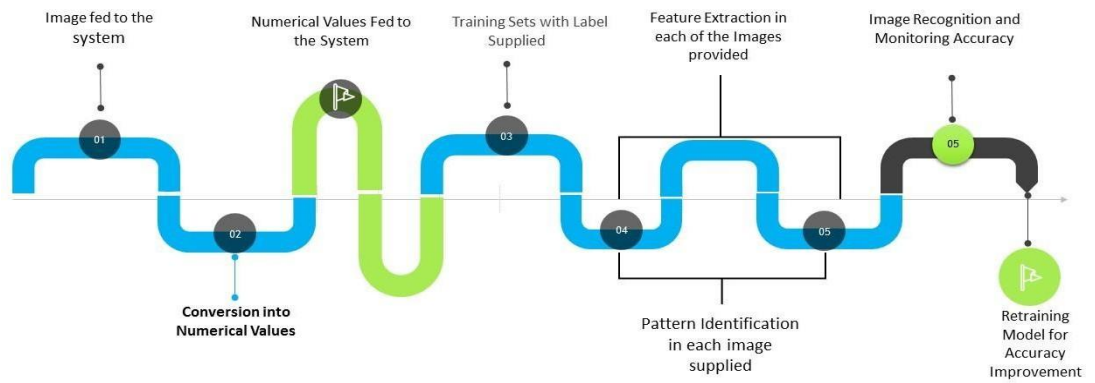 Image fed to the
system
Numerical Values Fed to
the System
Training Sets with Label
Supplied
Feature Extraction in
each of the Images
provided
Image Recognition and
Monitoring Accuracy
01
02
03
04
05
05
Conversion into
Numerical Values
Pattern Identification
in each image
supplied
Retraining
Model for
Accuracy
Improvement